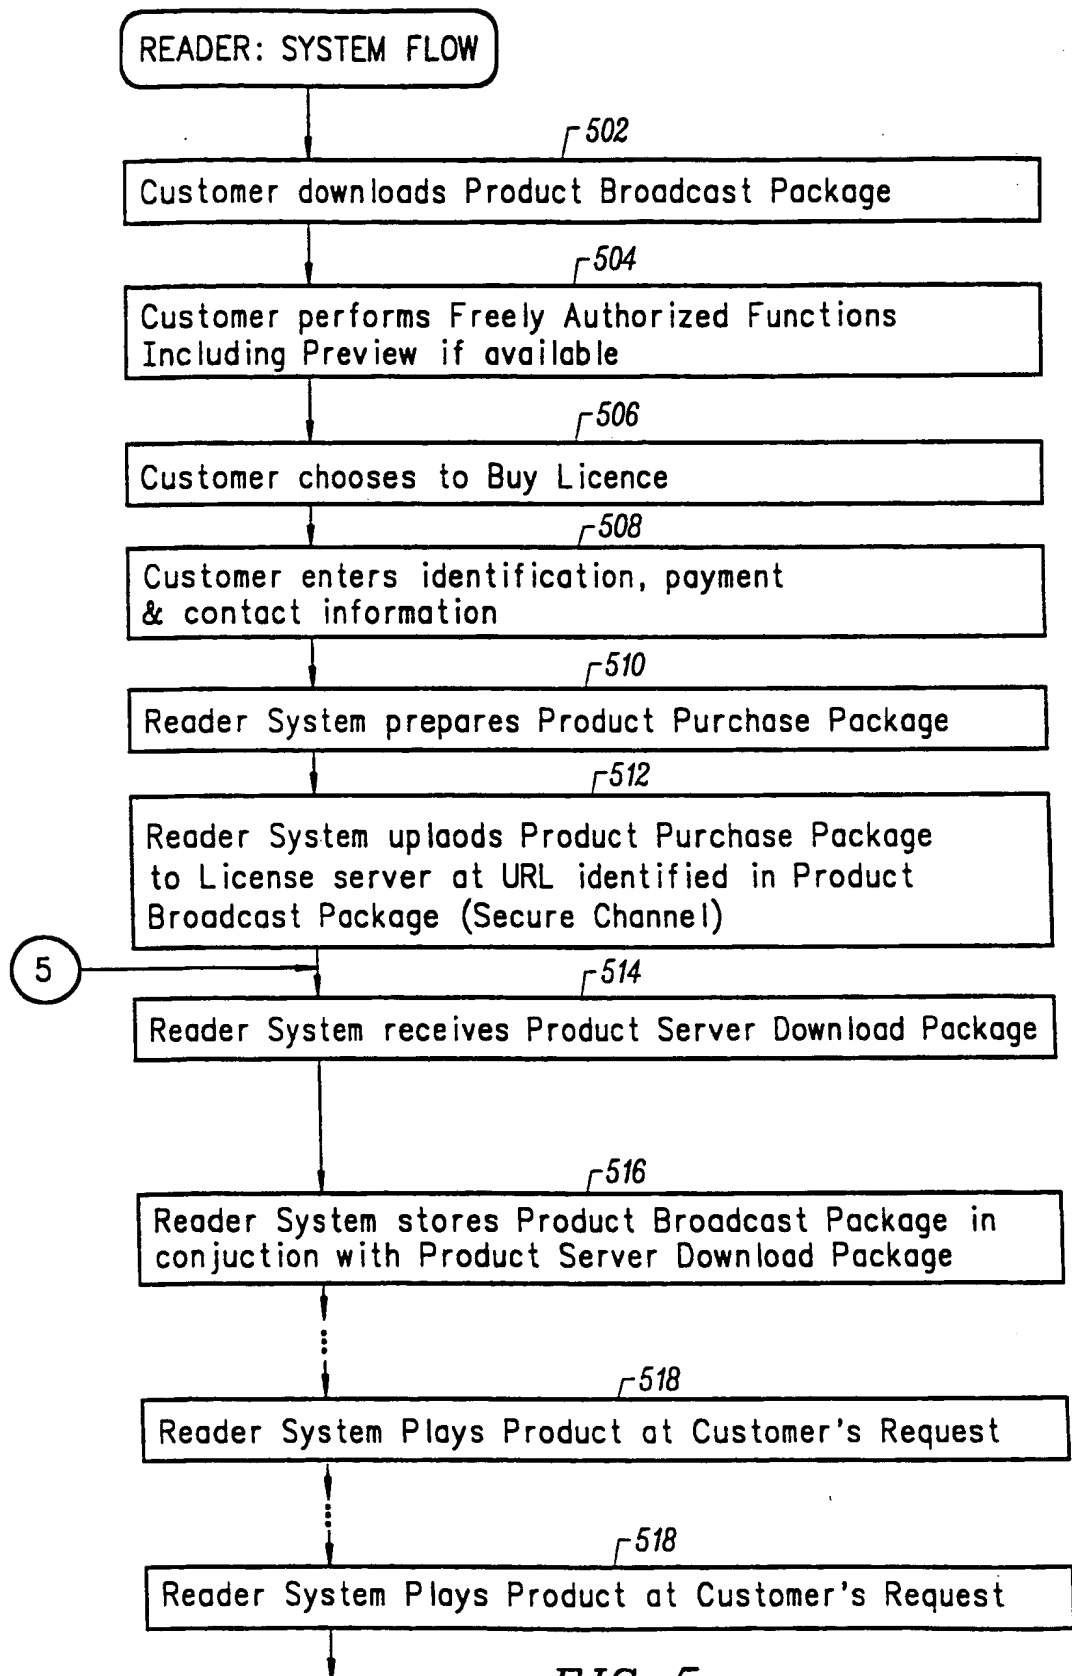 READER: SYSTEM FLOW
502
Customer downloads Product Broadcast Package
504
Customer performs Freely Authorized Functions
Including Preview if available
506
Customer chooses to Buy Licence
508
Customer enters identification, payment
& contact information
510
Reader System prepares Product Purchase Package
512
Reader System uplaods Product Purchase Package
to License server at URL identified in Product
Broadcast Package (Secure Channel)
5
514
Reader System receives Product Server Download Package
516
Reader System stores Product Broadcast Package in
conjuction with Product Server Download Package
518
Reader System Plays Product at Customer's Request
518
Reader System Plays Product at Customer's Request
FIG. 5